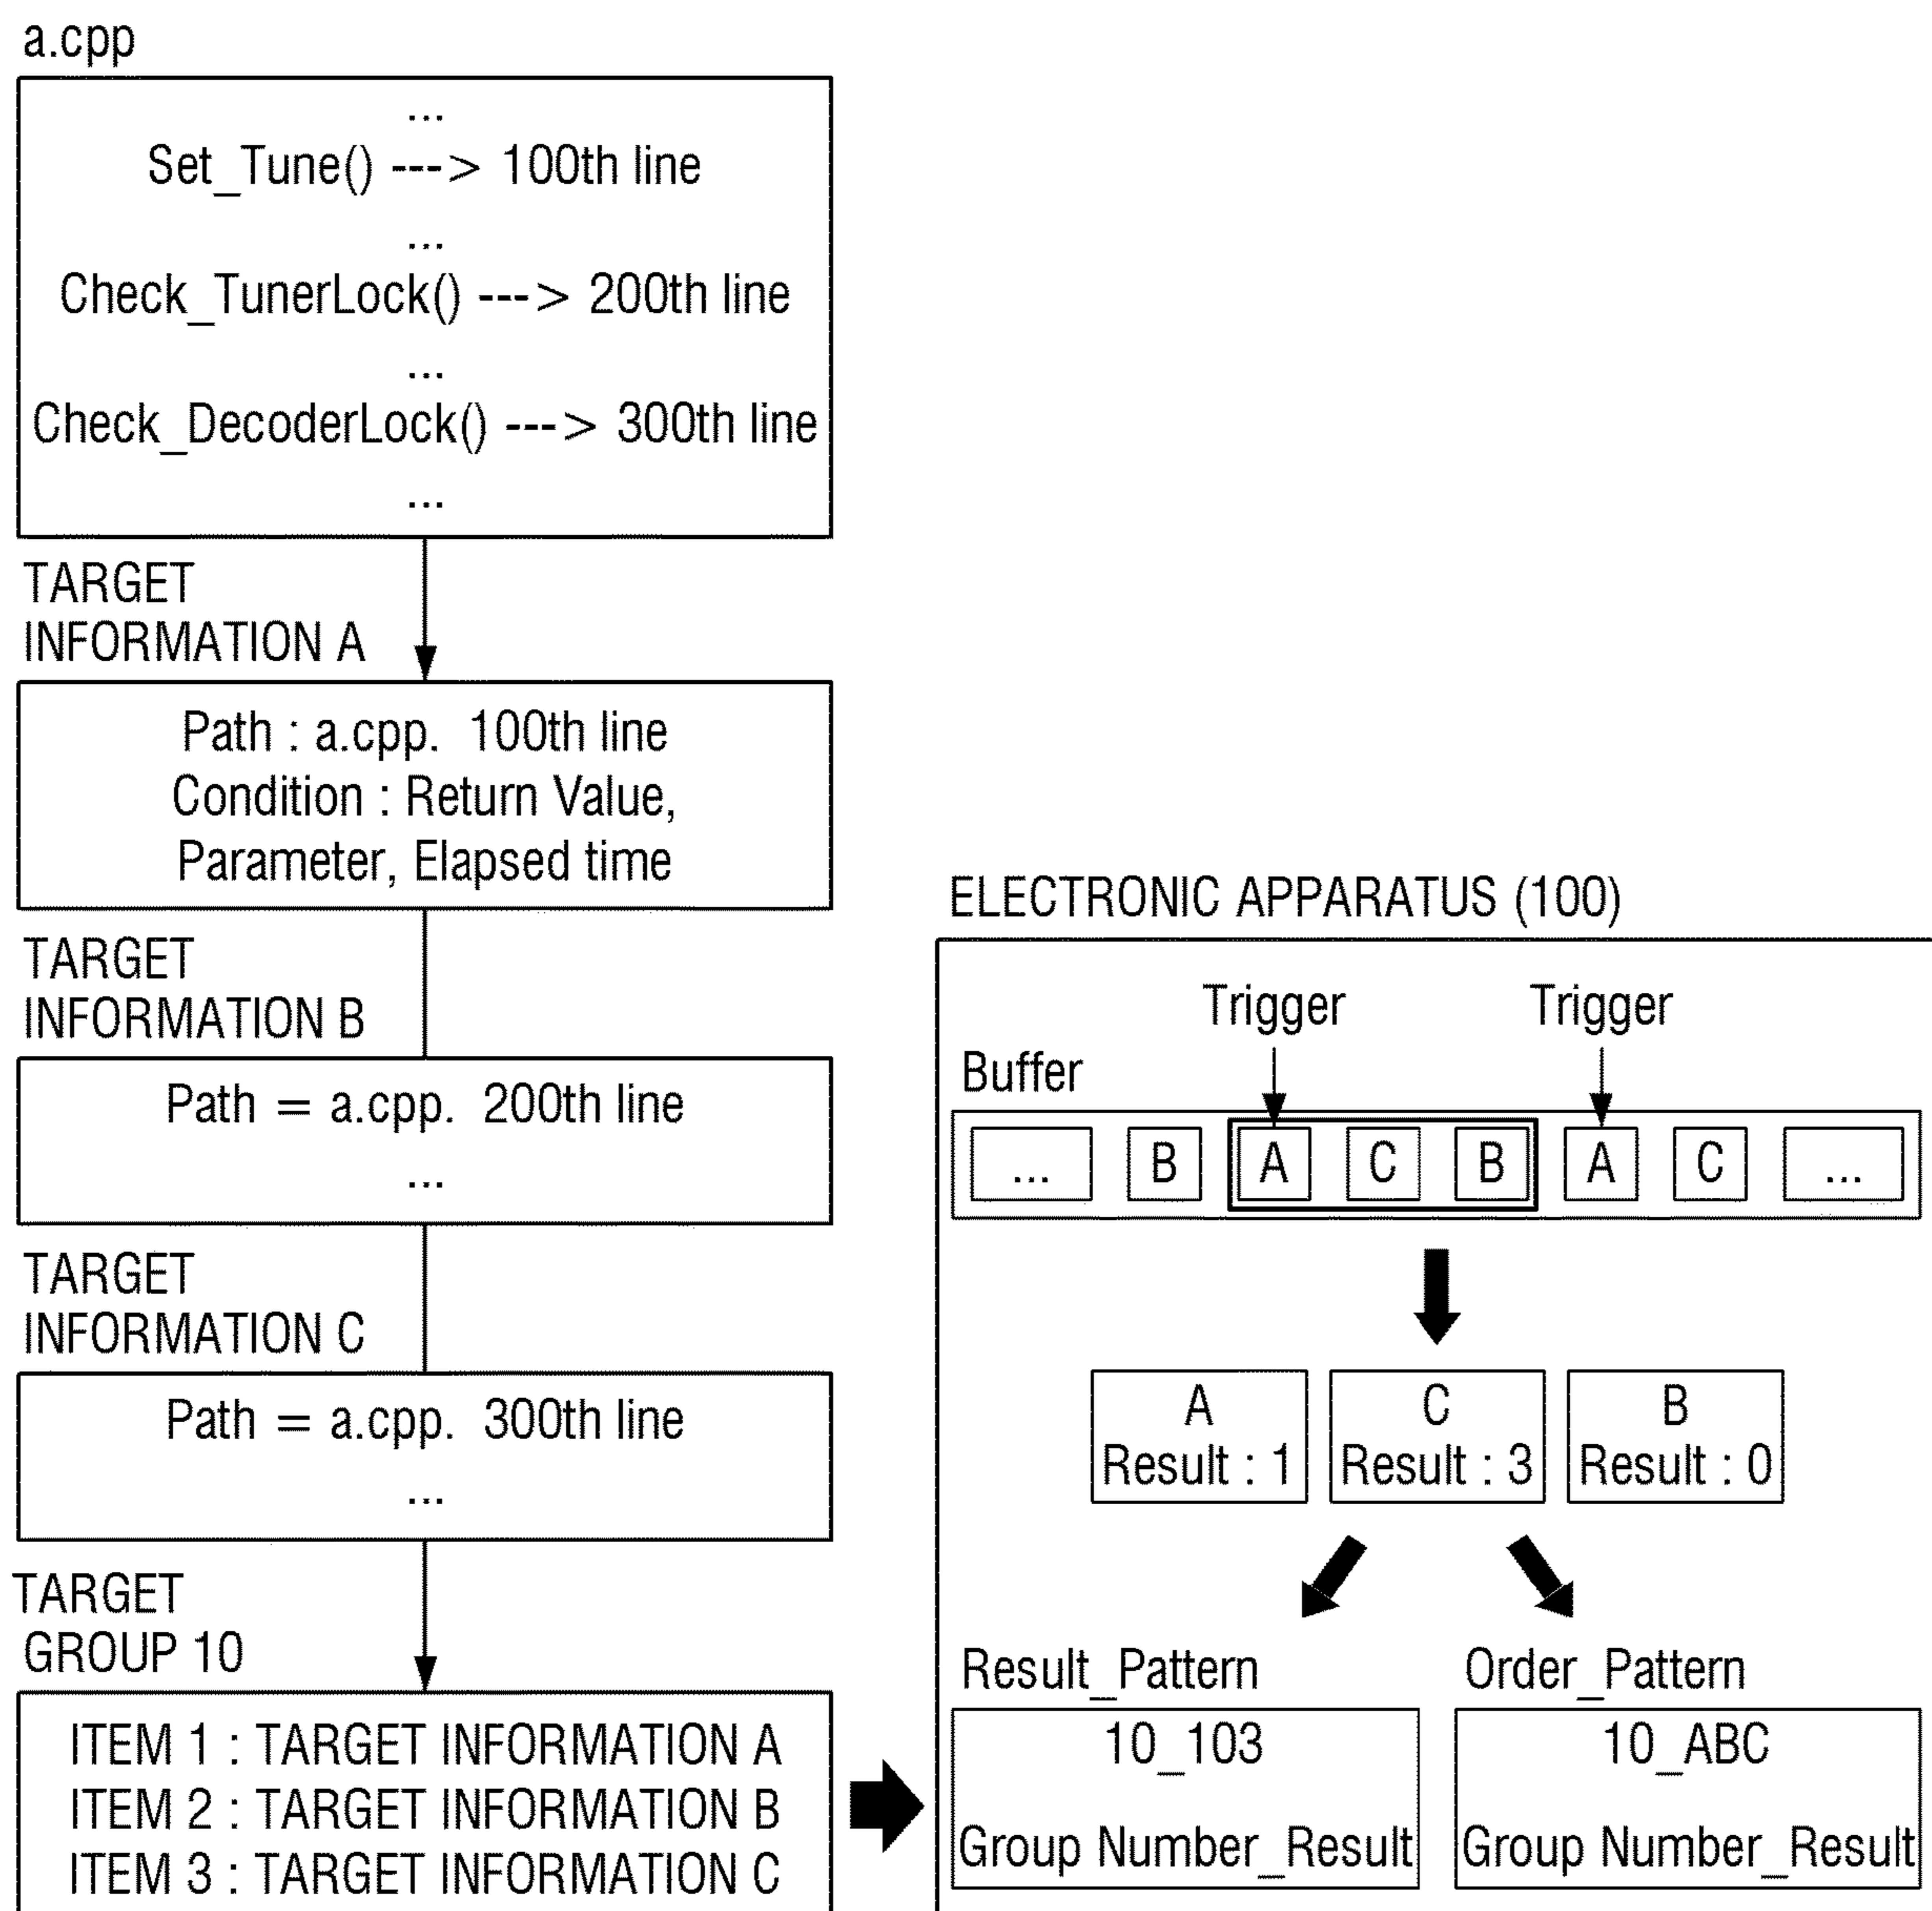 a.cpp
...
Set_Tune() ---> 100th line
...
Check_TunerLock() ---> 200th line
...
Check_DecoderLock() ---> 300th line
...
TARGET
INFORMATION A
Path : a.cpp. 100th line
Condition : Return Value,
Parameter, Elapsed time
TARGET
INFORMATION B
Path = a.cpp. 200th line
...
TARGET
INFORMATION C
Path = a.cpp. 300th line
...
TARGET
GROUP 10
ITEM 1 : TARGET INFORMATION A
ITEM 2 : TARGET INFORMATION B
ITEM 3 : TARGET INFORMATION C
ELECTRONIC APPARATUS (100)
Trigger Trigger
Buffer
... B A C B A C ...
A
Result : 1
C
Result : 3
B
Result : 0
Result_Pattern
10_103
Group Number_Result
Order_Pattern
10_ABC
Group Number_Result